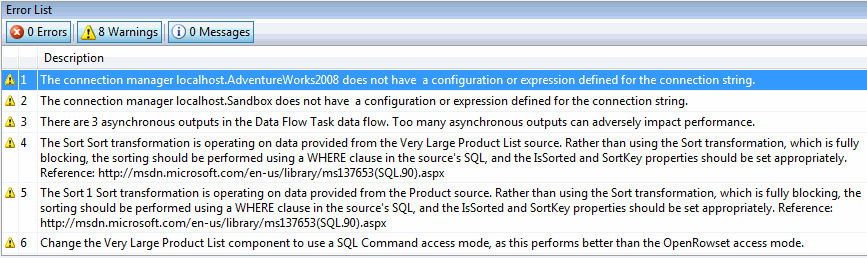 Error List
0 Errors 8 Warnings 0 Messages
Description
1 The connection manager localhost.AdventureWorks2008 does not have  a configuration or expression defined for the connection string.
2 The connection manager localhost.Sandbox does not have  a configuration or expression defined for the connection string.
3 There are 3 asynchronous outputs in the Data Flow Task data flow. Too many asynchronous outputs can adversely impact performance.
4 The Sort Sort transformation is operating on data provided from the Very Large Product List source. Rather than using the Sort transformation, which is fully
blocking, the sorting should be performed using a WHERE clause in the source's SQL, and the IsSorted and SortKey properties should be set appropriately.
Reference: http://msdn.microsoft.com/en-us/library/ms137653(SQL.90).aspx
5 The Sort 1 Sort transformation is operating on data provided from the Product source. Rather than using the Sort transformation, which is fully blocking, the
sorting should be performed using a WHERE clause in the source's SQL, and the IsSorted and SortKey properties should be set appropriately. Reference:
http://msdn.microsoft.com/en-us/library/ms137653(SQL.90).aspx
6 Change the Very Large Product List component to use a SQL Command access mode, as this performs better than the OpenRowset access mode.